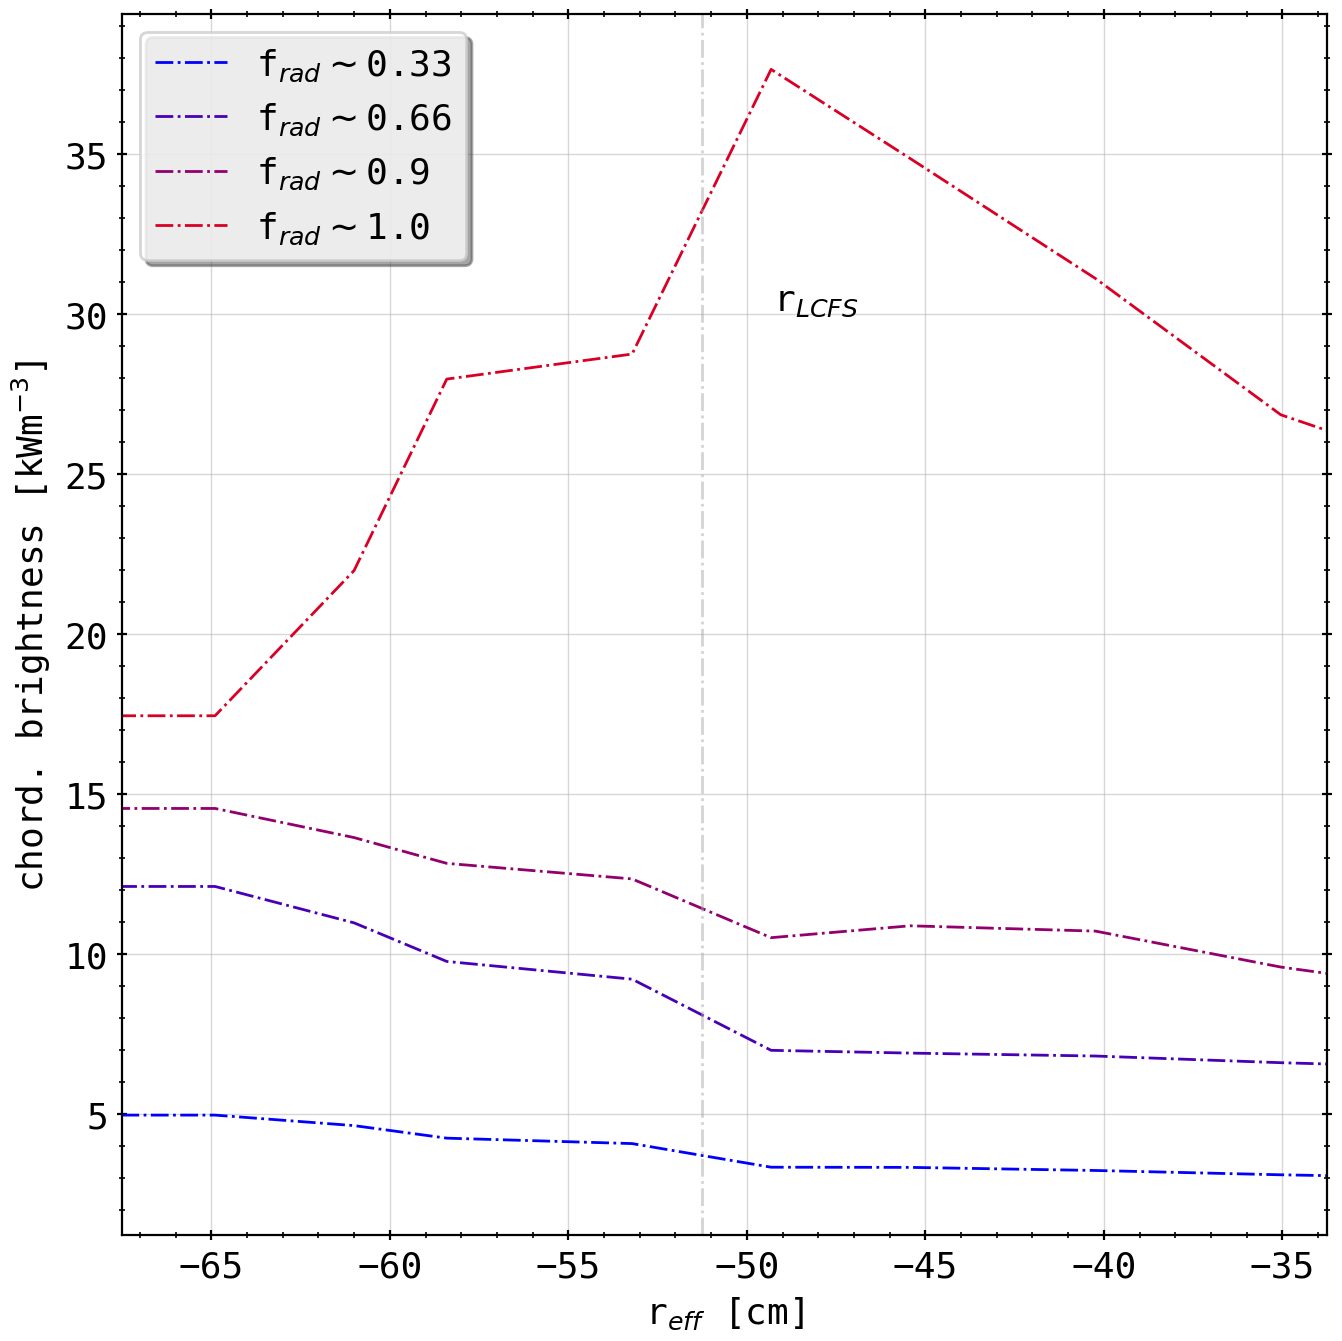 f_rad ~ 0.33
f_rad ~ 0.66
f_rad ~ 0.9
f_rad ~ 1.0
r_LCFS
chord. brightness [kWm⁻³]
35
30
25
20
15
10
5
−65 −60 −55 −50 −45 −40 −35
r_eff [cm]